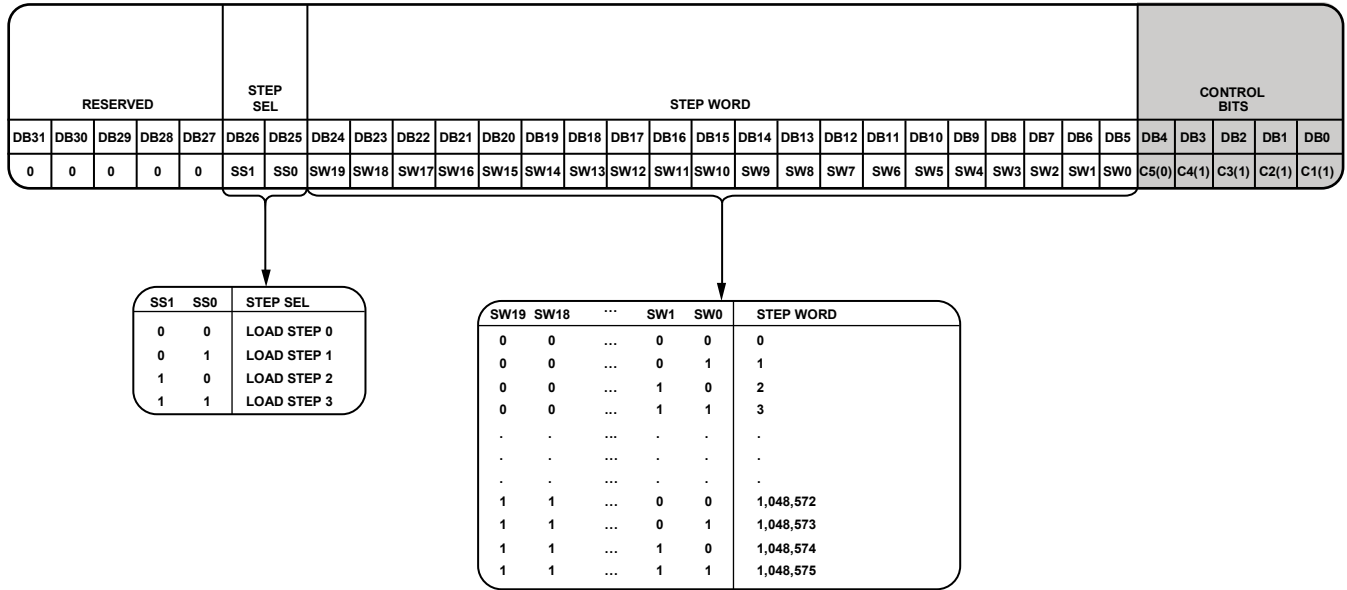 RESERVED STEP SEL STEP WORD CONTROL BITS
DB31 DB30 DB29 DB28 DB27 DB26 DB25 DB24 DB23 DB22 DB21 DB20 DB19 DB18 DB17 DB16 DB15 DB14 DB13 DB12 DB11 DB10 DB9 DB8 DB7 DB6 DB5 DB4 DB3 DB2 DB1 DB0
0 0 0 0 0 SS1 SS0 SW19 SW18 SW17 SW16 SW15 SW14 SW13 SW12 SW11 SW10 SW9 SW8 SW7 SW6 SW5 SW4 SW3 SW2 SW1 SW0 C5(0) C4(1) C3(1) C2(1) C1(1)
SS1 SS0 STEP SEL
0 0 LOAD STEP 0
0 1 LOAD STEP 1
1 0 LOAD STEP 2
1 1 LOAD STEP 3
SW19 SW18 ... SW1 SW0 STEP WORD
0 0 ... 0 0 0
0 0 ... 0 1 1
0 0 ... 1 0 2
0 0 ... 1 1 3
. . ... . . .
. . ... . . .
. . ... . . .
1 1 ... 0 0 1,048,572
1 1 ... 0 1 1,048,573
1 1 ... 1 0 1,048,574
1 1 ... 1 1 1,048,575